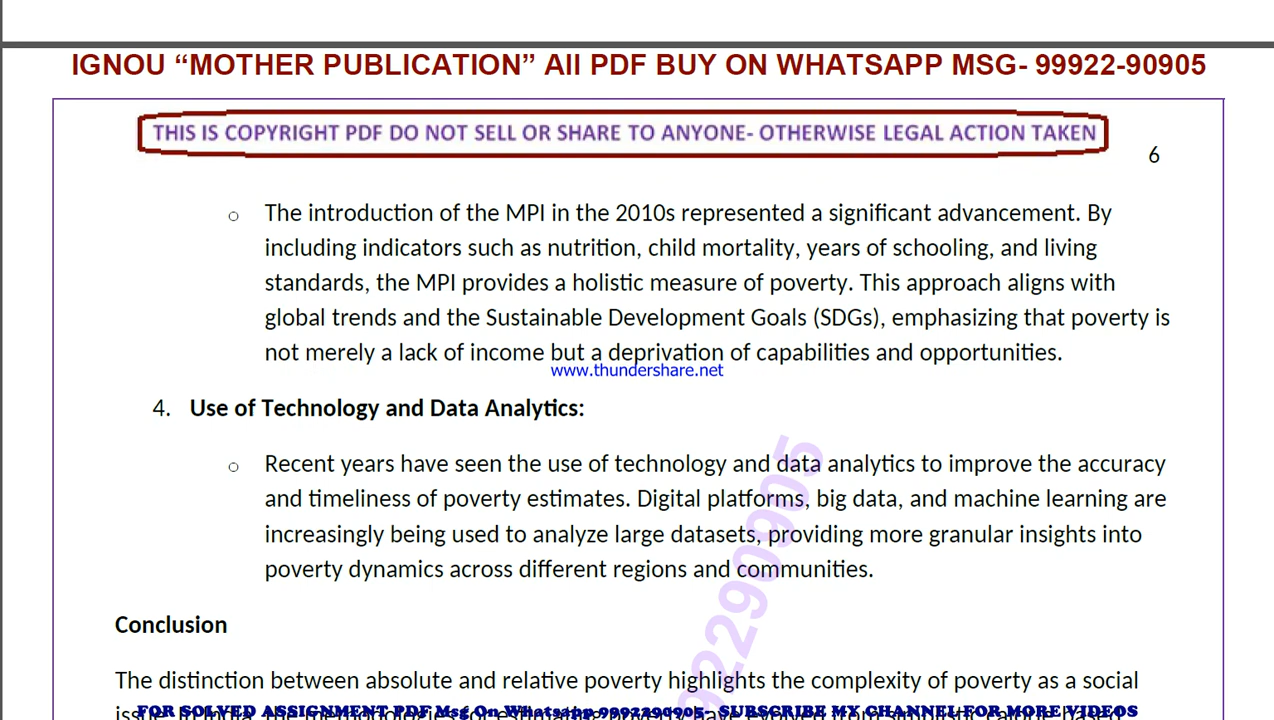 IGNOU “MOTHER PUBLICATION” All PDF BUY ON WHATSAPP MSG- 99922-90905
THIS IS COPYRIGHT PDF DO NOT SELL OR SHARE TO ANYONE- OTHERWISE LEGAL ACTION TAKEN
6
o The introduction of the MPI in the 2010s represented a significant advancement. By
including indicators such as nutrition, child mortality, years of schooling, and living
standards, the MPI provides a holistic measure of poverty. This approach aligns with
global trends and the Sustainable Development Goals (SDGs), emphasizing that poverty is
not merely a lack of income but a deprivation of capabilities and opportunities.
www.thundershare.net
4. Use of Technology and Data Analytics:
o Recent years have seen the use of technology and data analytics to improve the accuracy
and timeliness of poverty estimates. Digital platforms, big data, and machine learning are
increasingly being used to analyze large datasets, providing more granular insights into
poverty dynamics across different regions and communities.
92290905
Conclusion
The distinction between absolute and relative poverty highlights the complexity of poverty as a social
FOR SOLVED ASSIGNMENT PDF Msg On Whatsapp 9992290905- SUBSCRIBE MY CHANNEL FOR MORE VIDEOS